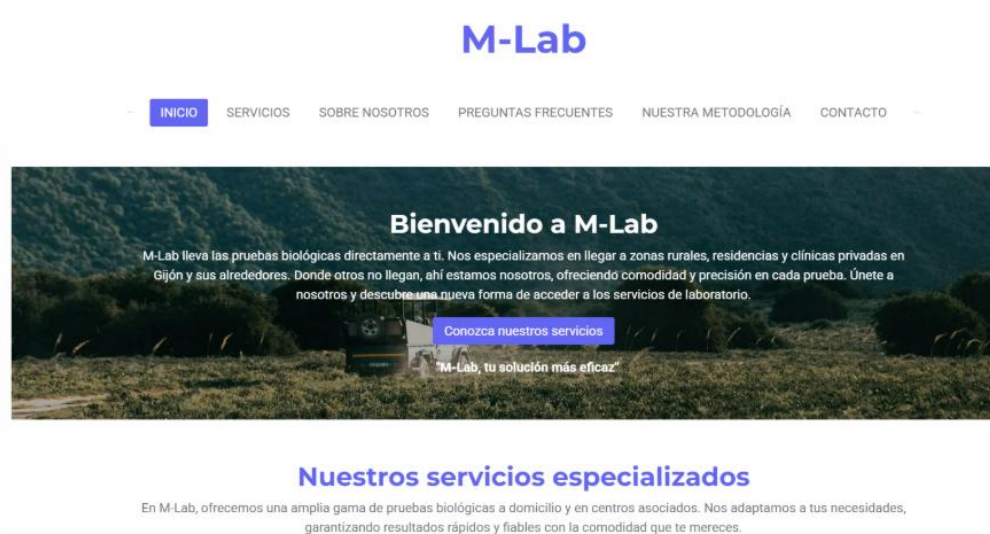 M-Lab
INICIO SERVICIOS SOBRE NOSOTROS PREGUNTAS FRECUENTES NUESTRA METODOLOGÍA CONTACTO
Bienvenido a M-Lab
M-Lab lleva las pruebas biológicas directamente a ti. Nos especializamos en llegar a zonas rurales, residencias y clínicas privadas en
Gijón y sus alrededores. Donde otros no llegan, ahí estamos nosotros, ofreciendo comodidad y precisión en cada prueba. Únete a
nosotros y descubre una nueva forma de acceder a los servicios de laboratorio.
Conozca nuestros servicios
"M-Lab, tu solución más eficaz"
Nuestros servicios especializados
En M-Lab, ofrecemos una amplia gama de pruebas biológicas a domicilio y en centros asociados. Nos adaptamos a tus necesidades,
garantizando resultados rápidos y fiables con la comodidad que te mereces.